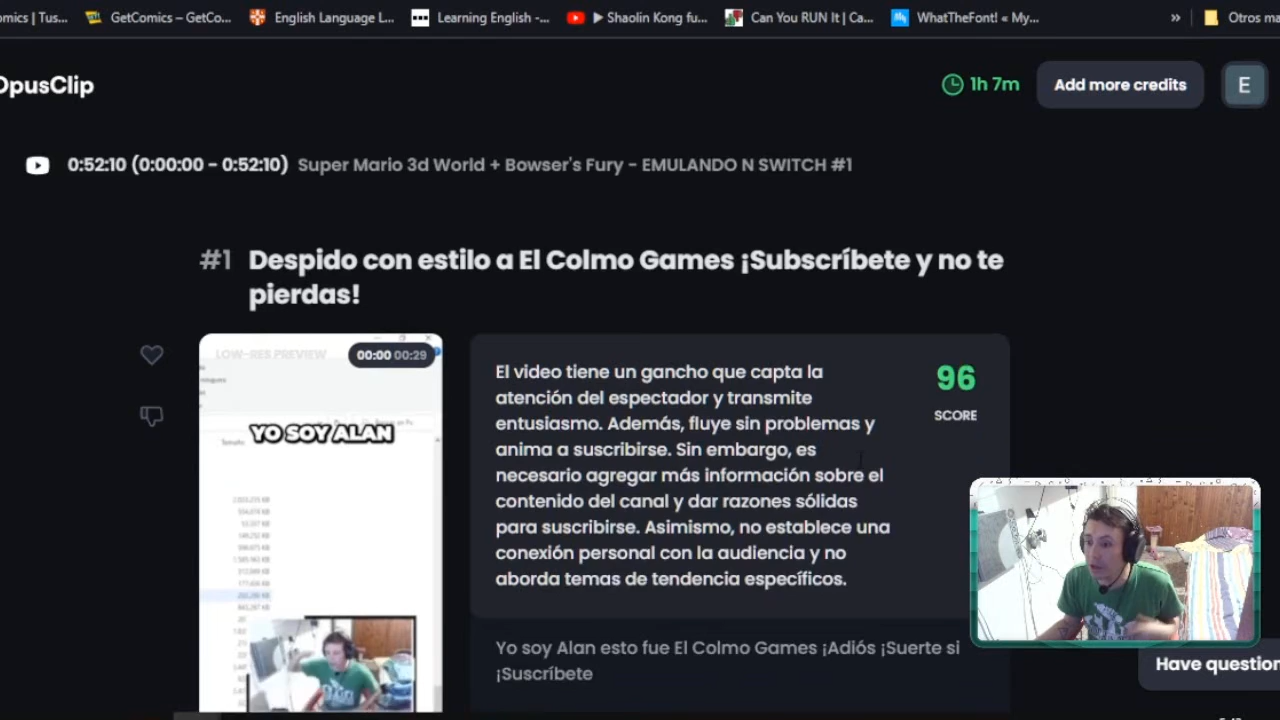 omics | Tus... GetComics – GetCo... English Language L... Learning English -... ▶ Shaolin Kong fu... Can You RUN It | Ca... WhatTheFont! « My... » Otros ma
OpusClip 1h 7m Add more credits E
0:52:10 (0:00:00 - 0:52:10) Super Mario 3d World + Bowser's Fury - EMULANDO N SWITCH #1
#1 Despido con estilo a El Colmo Games ¡Subscríbete y no te
pierdas!
LOW-RES PREVIEW 00:00 00:29
YO SOY ALAN
El video tiene un gancho que capta la
atención del espectador y transmite
entusiasmo. Además, fluye sin problemas y
anima a suscribirse. Sin embargo, es
necesario agregar más información sobre el
contenido del canal y dar razones sólidas
para suscribirse. Asimismo, no establece una
conexión personal con la audiencia y no
aborda temas de tendencia específicos.
96
SCORE
Yo soy Alan esto fue El Colmo Games ¡Adiós ¡Suerte si
¡Suscríbete
Have question